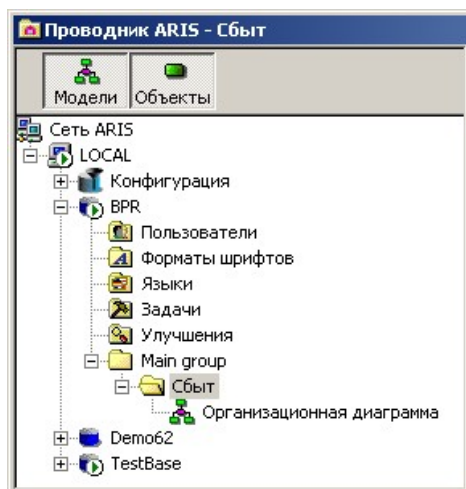 Проводник ARIS - Сбыт
Модели Объекты
Сеть ARIS
LOCAL
Конфигурация
BPR
Пользователи
Форматы шрифтов
Языки
Задачи
Улучшения
Main group
Сбыт
Организационная диаграмма
Demo62
TestBase